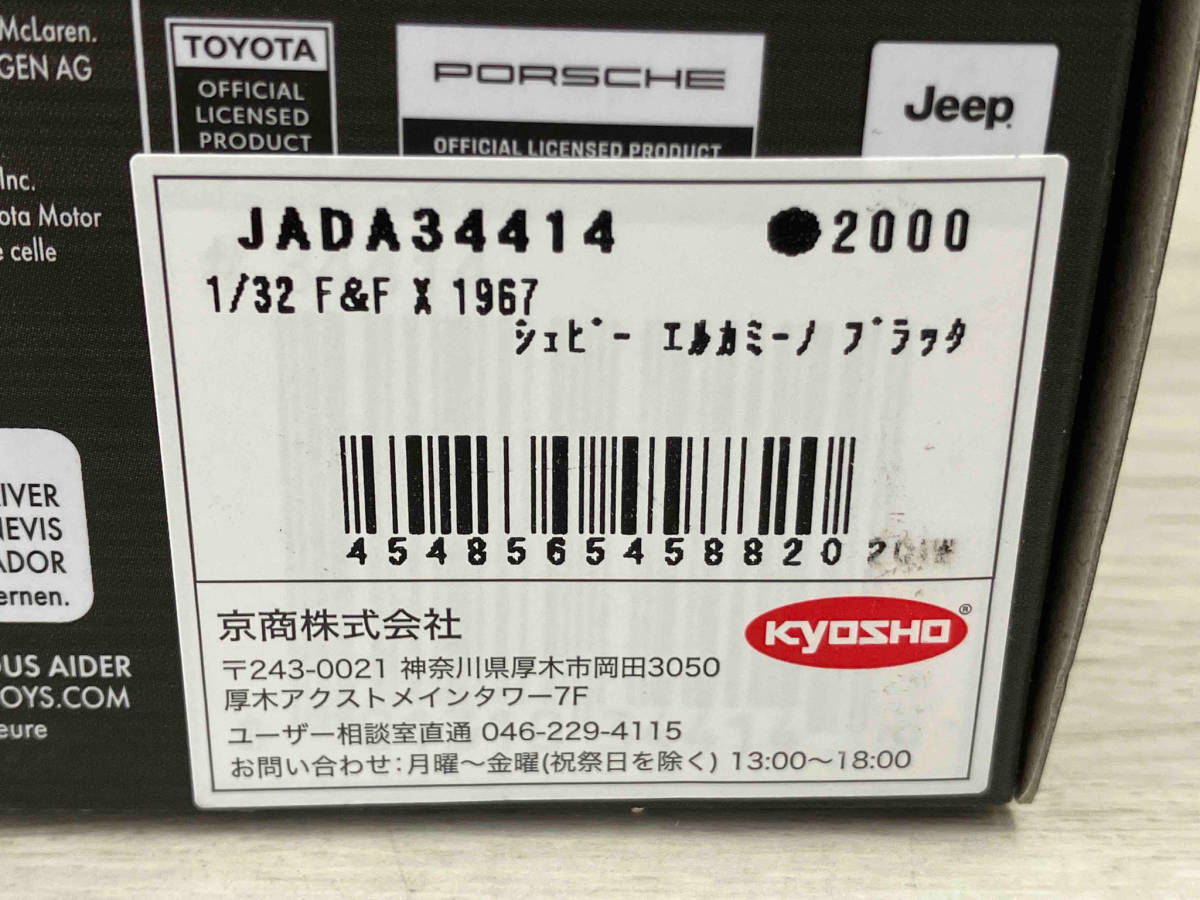 McLaren.
GEN AG
TOYOTA
OFFICIAL
LICENSED
PRODUCT
PORSCHE
OFFICIAL LICENSED PRODUCT
Jeep
Inc.
ota Motor
celle
JADA34414 ●2000
1/32 F&F X 1967
シェビー エルカミーノ ブラック
4548565458820
IVER
NEVIS
ADOR
ernen.
OUS AIDER
OYS.COM
eure
京商株式会社
KYOSHO®
〒243-0021 神奈川県厚木市岡田3050
厚木アクストメインタワー7F
ユーザー相談室直通 046-229-4115
お問い合わせ:月曜〜金曜(祝祭日を除く) 13:00〜18:00